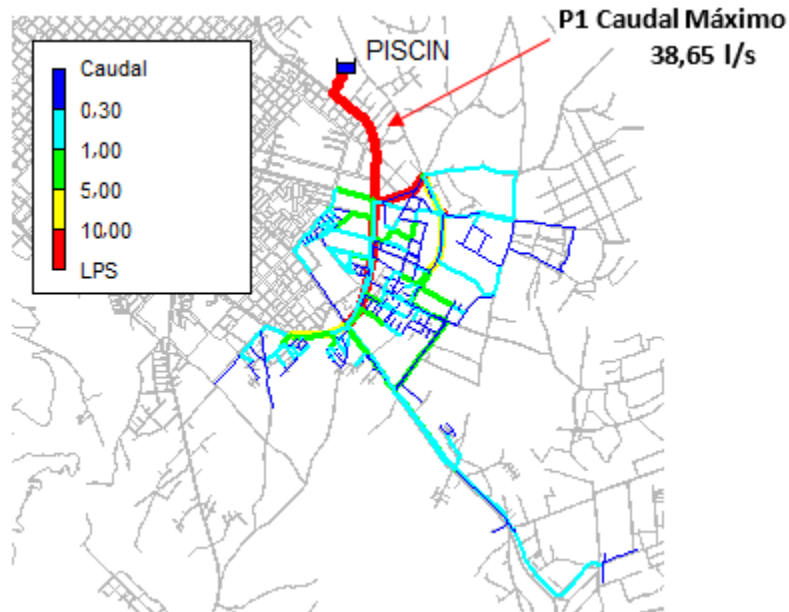 P1 Caudal Máximo
38,65 l/s
PISCIN
Caudal
0,30
1,00
5,00
10,00
LPS